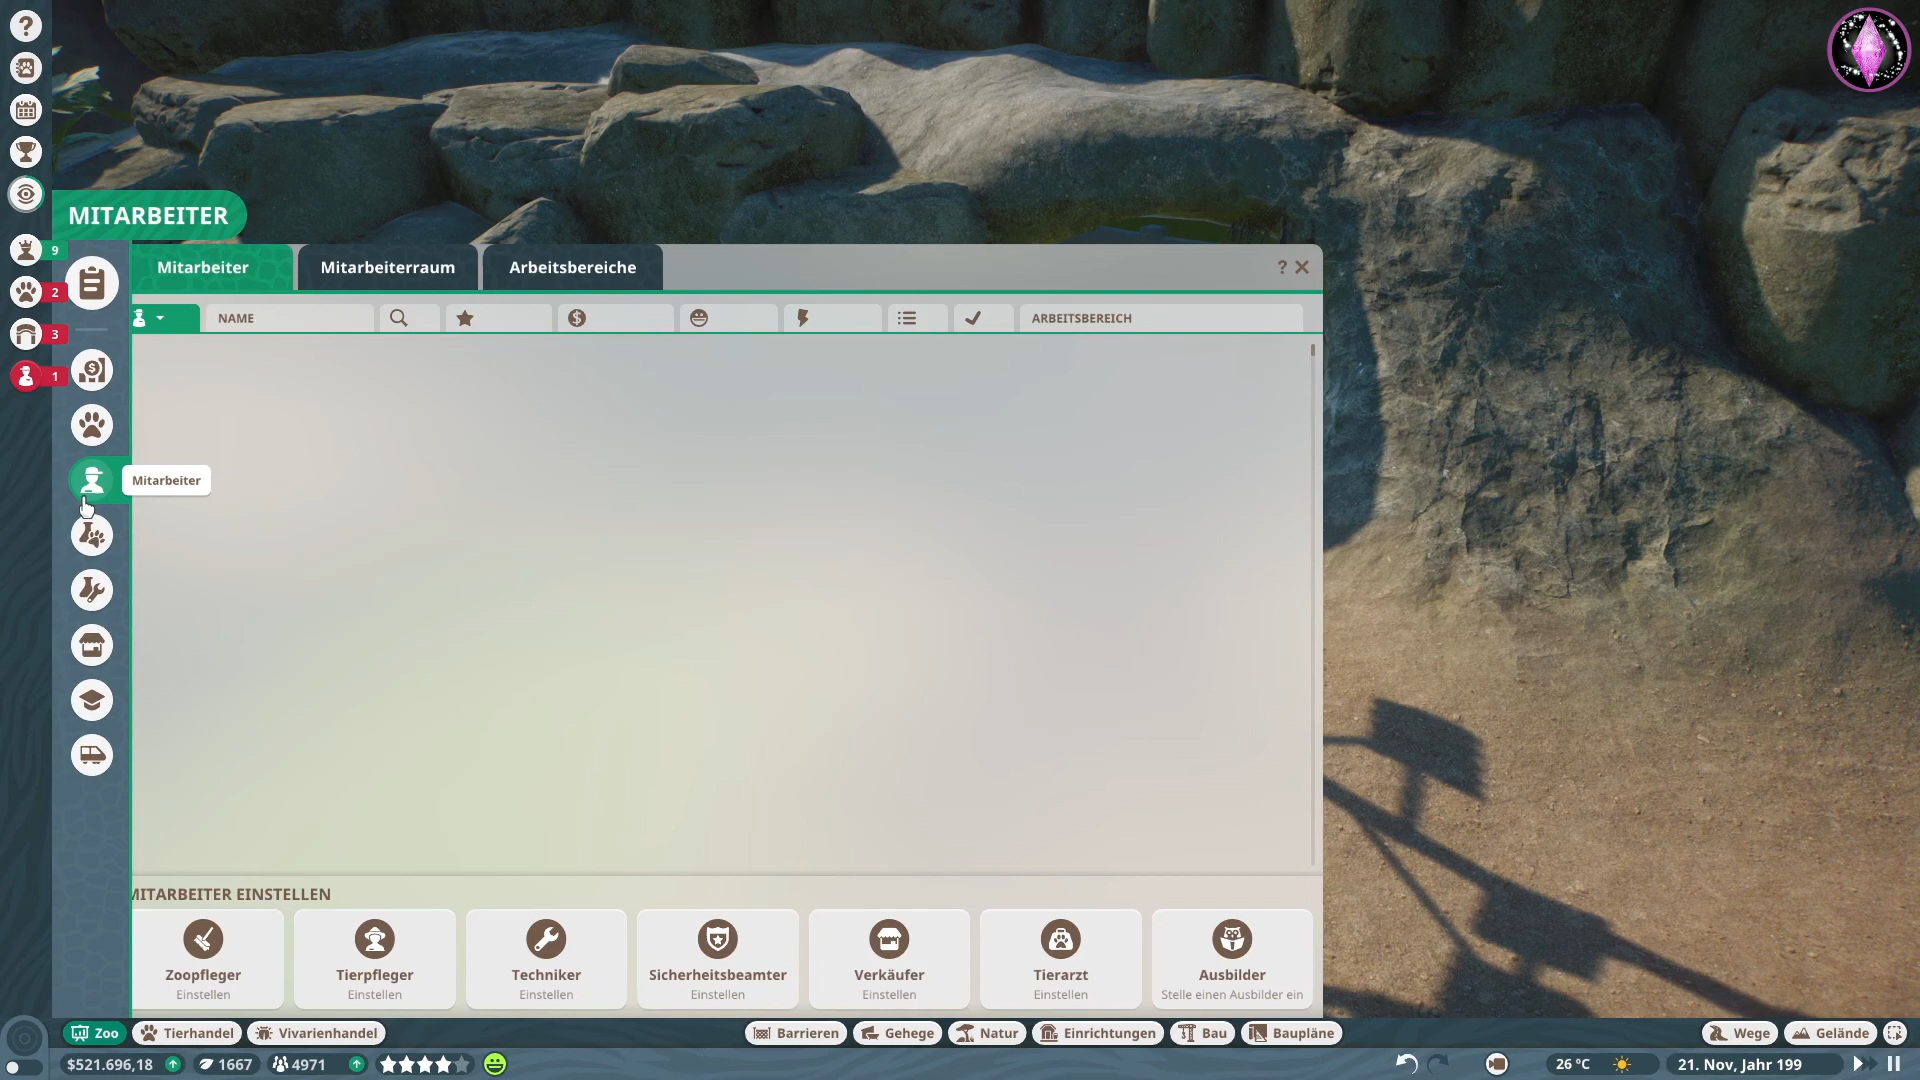 ?
MITARBEITER
9
2
3
1
Mitarbeiter
Mitarbeiterraum
Arbeitsbereiche
?
NAME
ARBEITSBEREICH
Mitarbeiter
MITARBEITER EINSTELLEN
Zoopfleger
Einstellen
Tierpfleger
Einstellen
Techniker
Einstellen
Sicherheitsbeamter
Einstellen
Verkäufer
Einstellen
Tierarzt
Einstellen
Ausbilder
Stelle einen Ausbilder ein
Zoo
Tierhandel
Vivarienhandel
Barrieren
Gehege
Natur
Einrichtungen
Bau
Baupläne
Wege
Gelände
$521.696,18
1667
4971
26 °C
21. Nov, Jahr 199